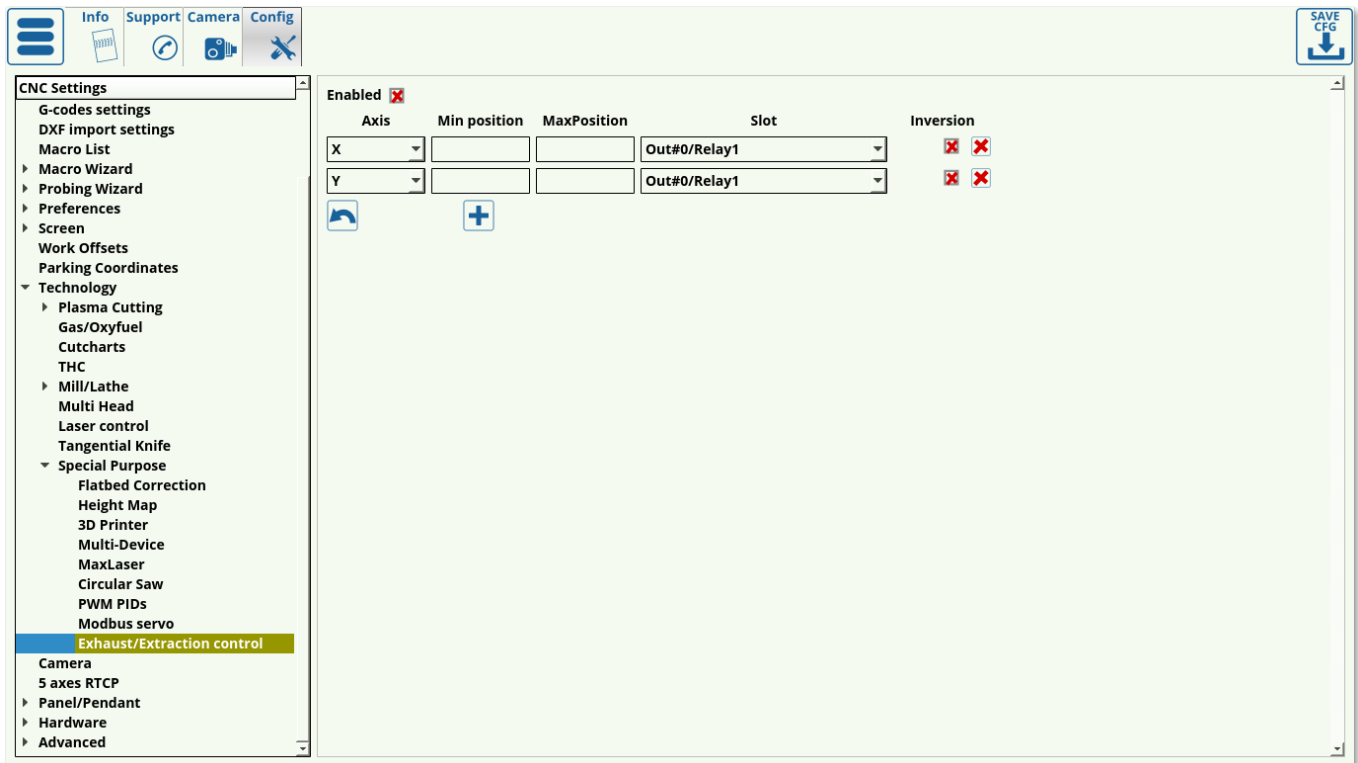 Info Support Camera Config
SAVE
CFG
CNC Settings
G-codes settings
DXF import settings
Macro List
Macro Wizard
Probing Wizard
Preferences
Screen
Work Offsets
Parking Coordinates
Technology
Plasma Cutting
Gas/Oxyfuel
Cutcharts
THC
Mill/Lathe
Multi Head
Laser control
Tangential Knife
Special Purpose
Flatbed Correction
Height Map
3D Printer
Multi-Device
MaxLaser
Circular Saw
PWM PIDs
Modbus servo
Exhaust/Extraction control
Camera
5 axes RTCP
Panel/Pendant
Hardware
Advanced
Enabled
Axis Min position MaxPosition Slot Inversion
X Out#0/Relay1
Y Out#0/Relay1